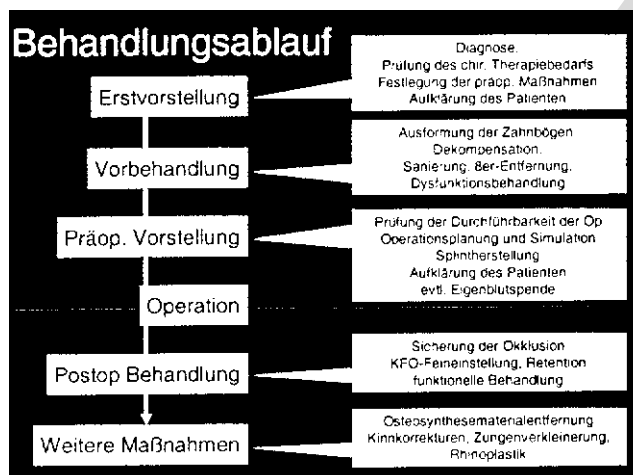 Behandlungsablauf
Erstvorstellung
Diagnose.
Prüfung des chir. Therapiebedarfs
Festlegung der präop. Maßnahmen
Aufklärung des Patienten
Vorbehandlung
Ausformung der Zahnbögen
Dekompensation.
Sanierung. 8er-Entfernung,
Dysfunktionsbehandlung
Präop. Vorstellung
Prüfung der Durchführbarkeit der Op
Operationsplanung und Simulation
Splintherstellung
Aufklärung des Patienten
evtl. Eigenblutspende
Operation
Postop Behandlung
Sicherung der Okklusion
KFO-Feineinstellung, Retention
funktionelle Behandlung
Weitere Maßnahmen
Osteosynthesematerialentfernung
Kinnkorrekturen, Zungenverkleinerung,
Rhinoplastik